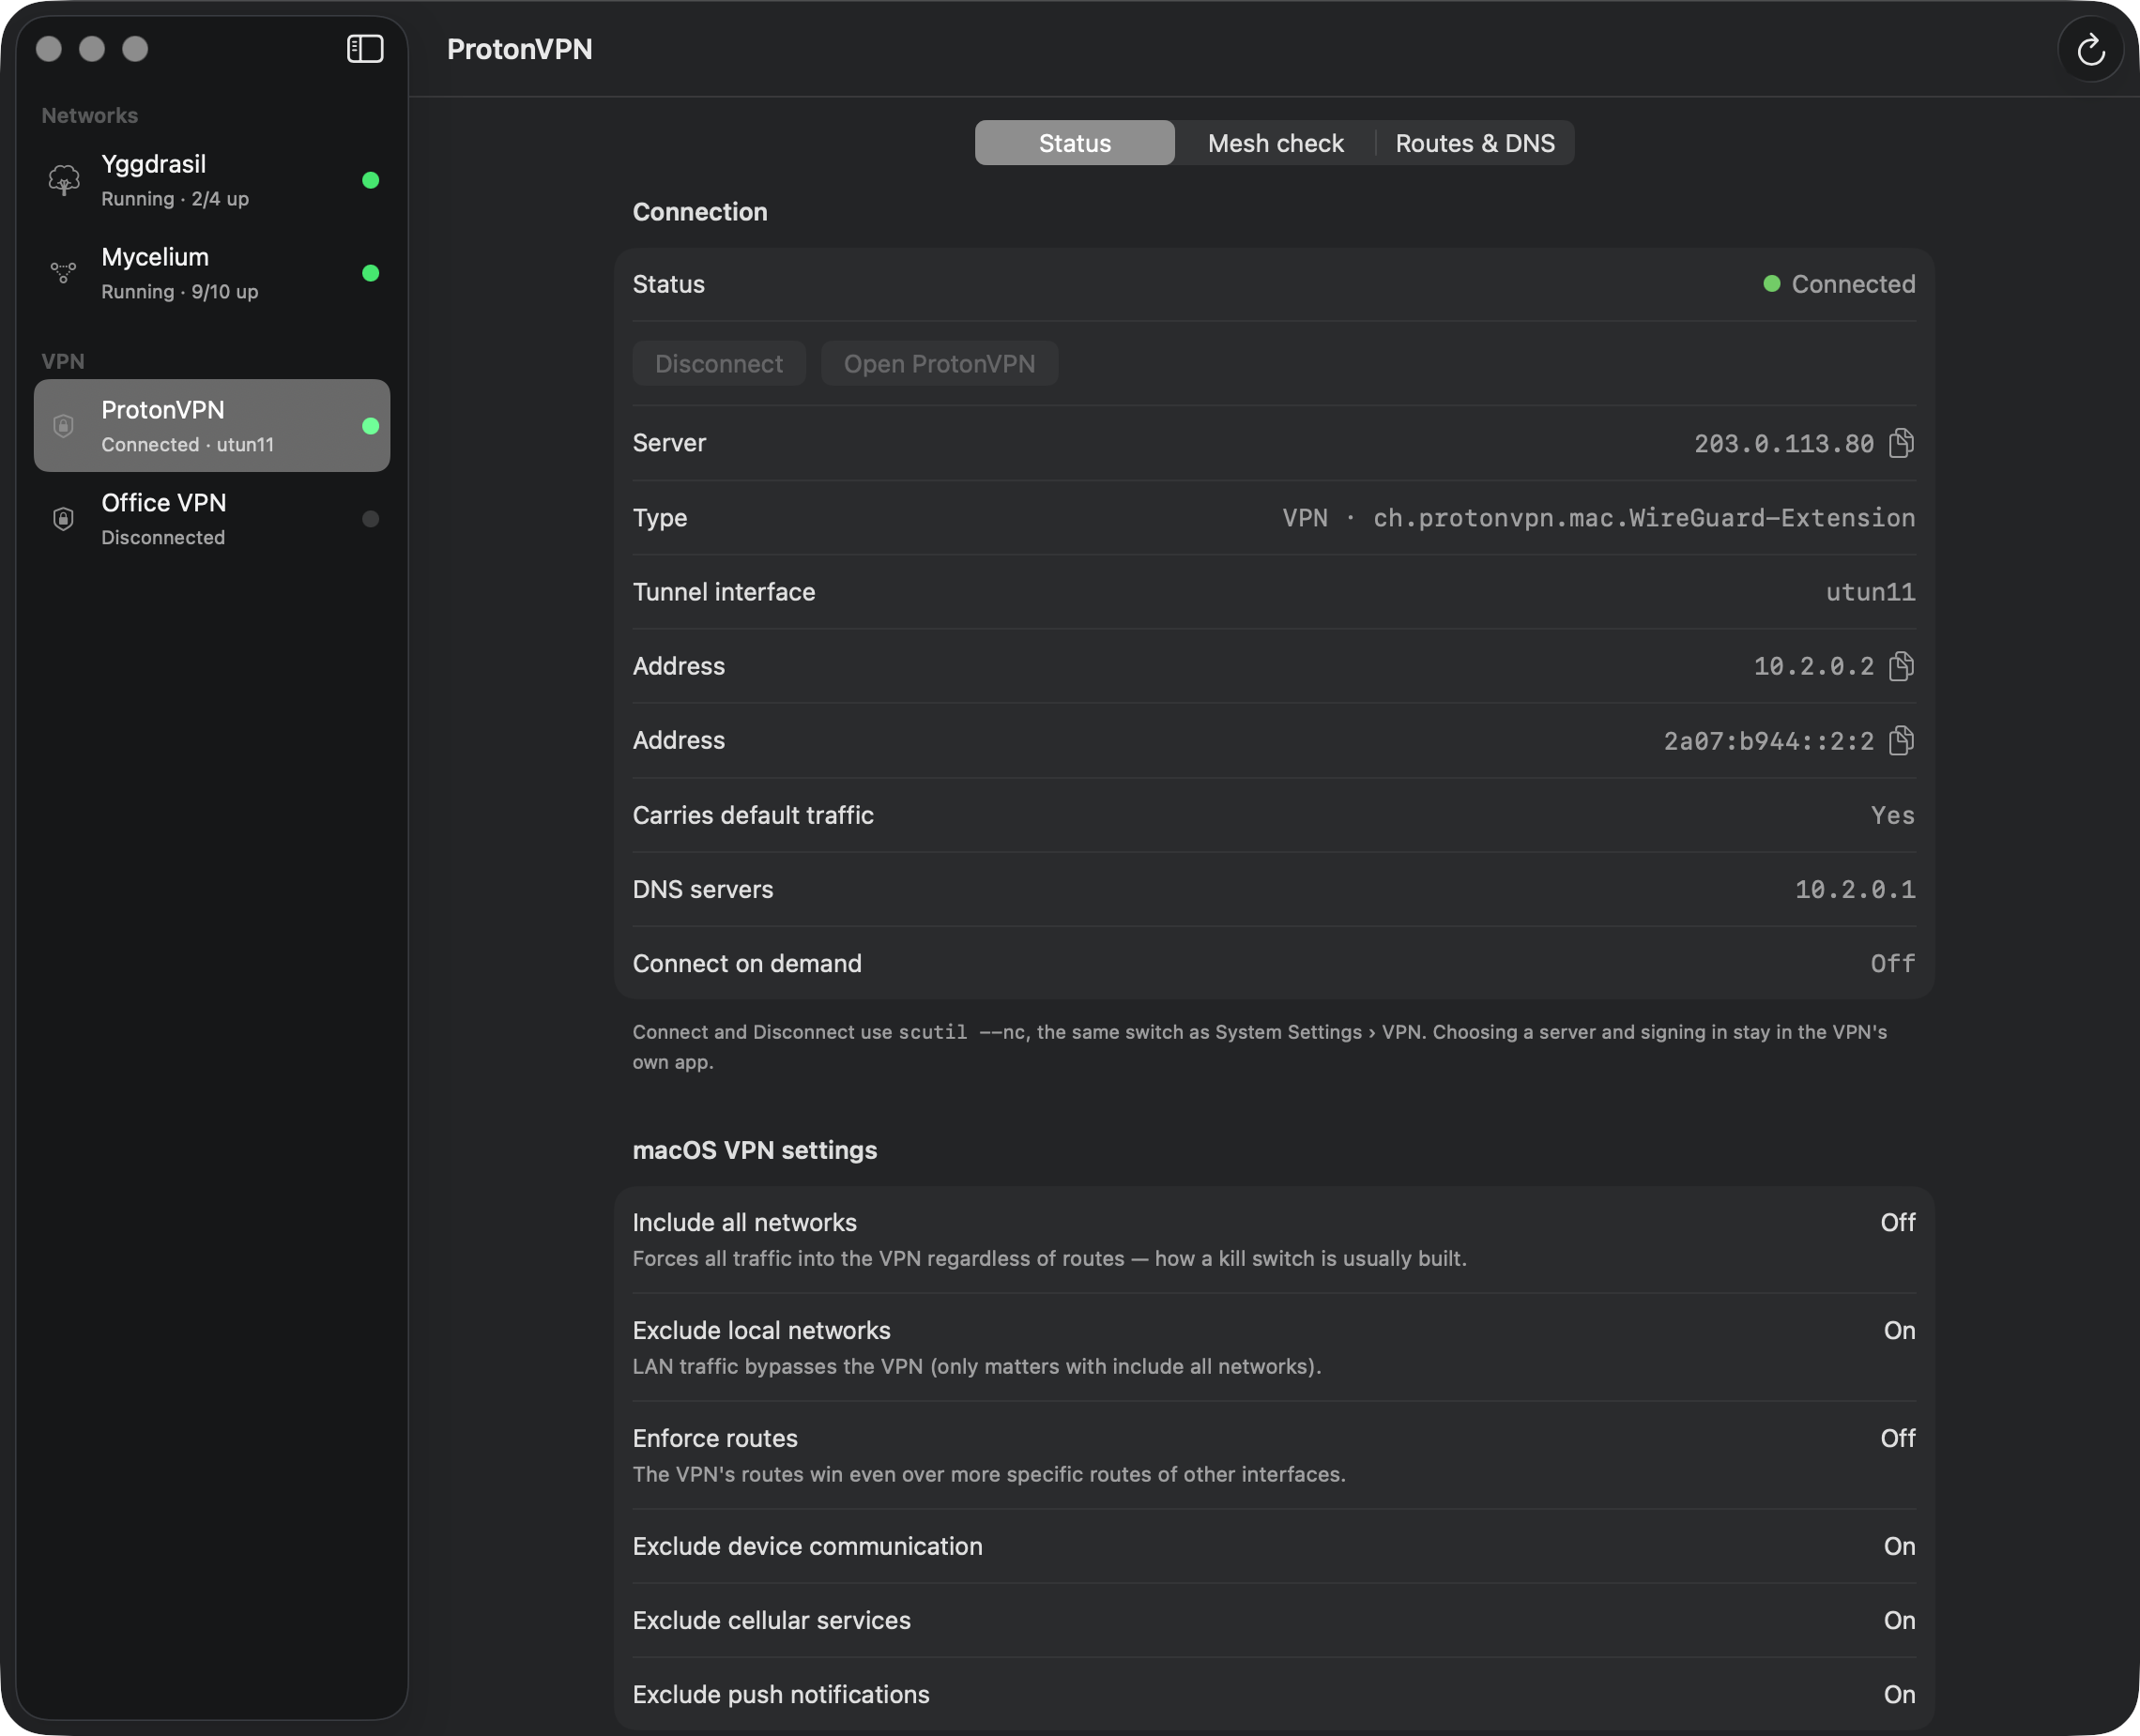 ProtonVPN
Networks
Yggdrasil
Running · 2/4 up
Mycelium
Running · 9/10 up
VPN
ProtonVPN
Connected · utun11
Office VPN
Disconnected
Status
Mesh check
Routes & DNS
Connection
Status
Connected
Disconnect
Open ProtonVPN
Server
203.0.113.80
Type
VPN · ch.protonvpn.mac.WireGuard-Extension
Tunnel interface
utun11
Address
10.2.0.2
Address
2a07:b944::2:2
Carries default traffic
Yes
DNS servers
10.2.0.1
Connect on demand
Off
Connect and Disconnect use scutil --nc, the same switch as System Settings › VPN. Choosing a server and signing in stay in the VPN's
own app.
macOS VPN settings
Include all networks
Off
Forces all traffic into the VPN regardless of routes — how a kill switch is usually built.
Exclude local networks
On
LAN traffic bypasses the VPN (only matters with include all networks).
Enforce routes
Off
The VPN's routes win even over more specific routes of other interfaces.
Exclude device communication
On
Exclude cellular services
On
Exclude push notifications
On